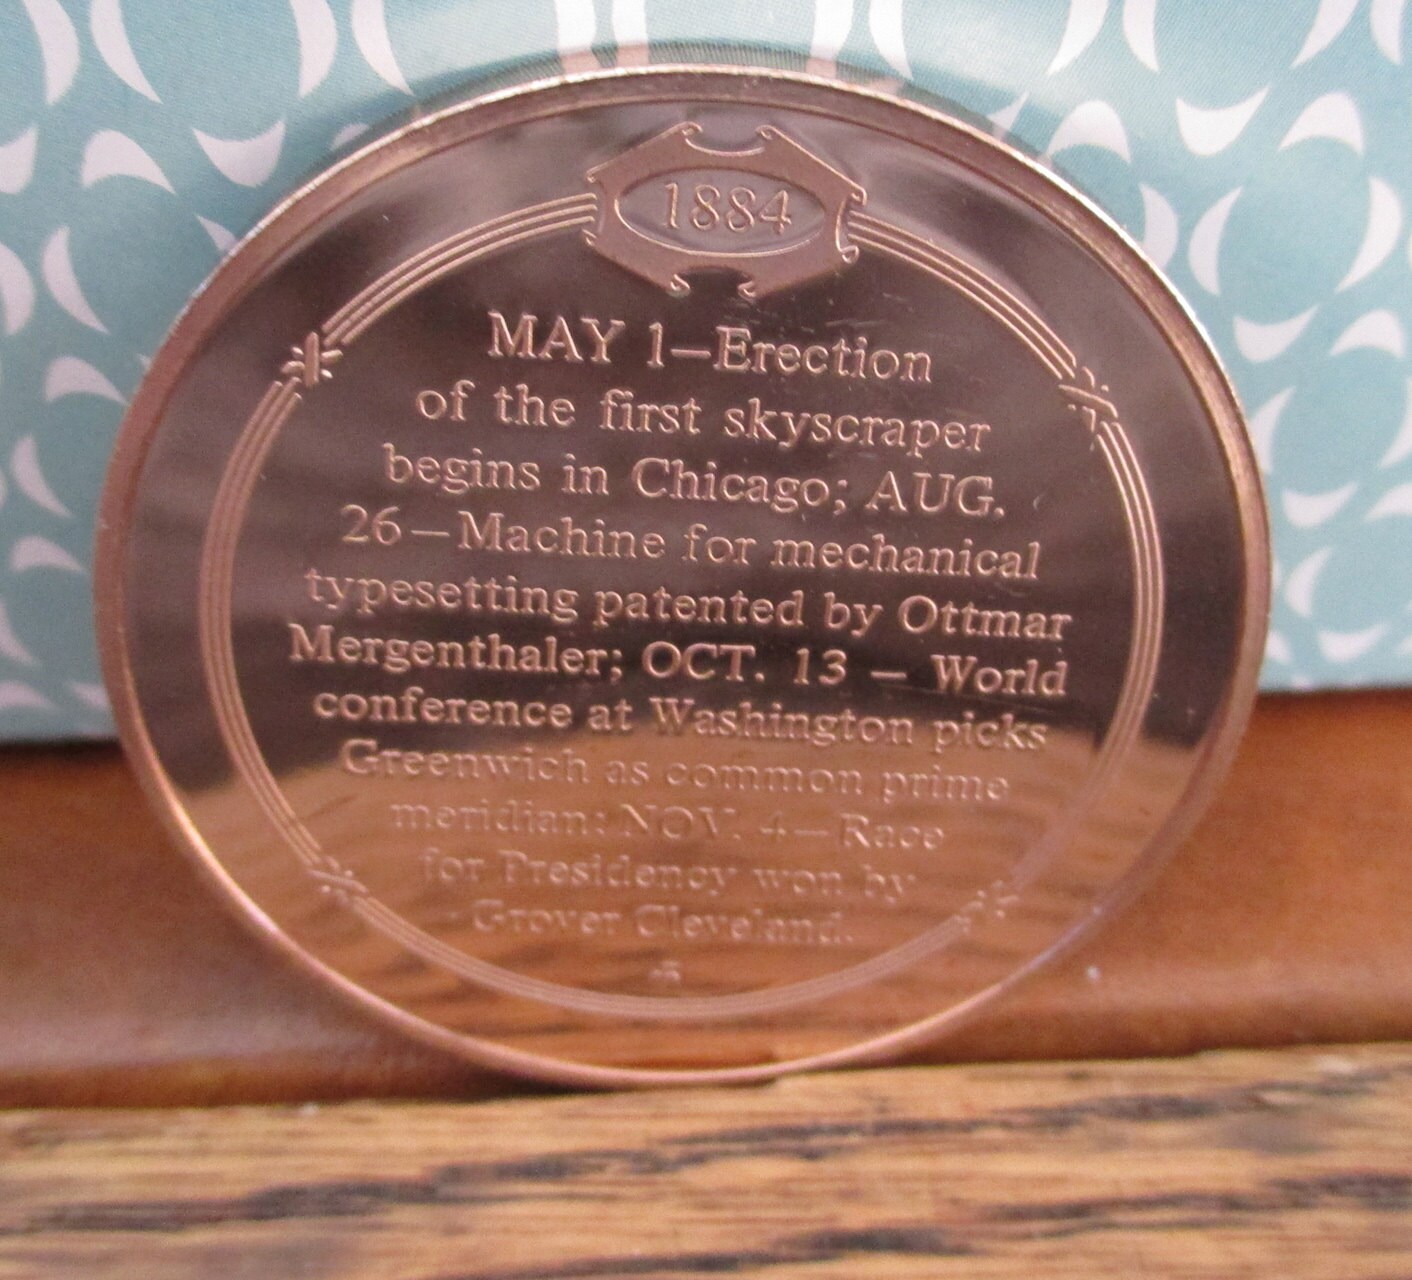 1884
MAY 1—Erection
of the first skyscraper
begins in Chicago; AUG.
26—Machine for mechanical
typesetting patented by Ottmar
Mergenthaler; OCT. 13 — World
conference at Washington picks
Greenwich as common prime
meridian; NOV. 4—Race
for Presidency won by
Grover Cleveland.